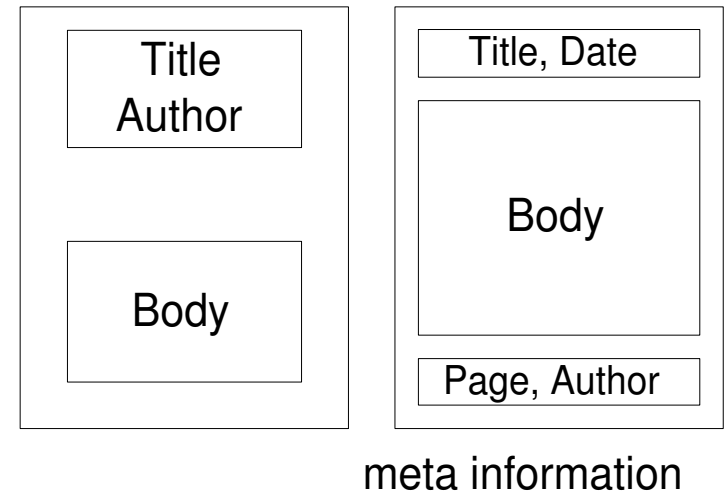 Title
Author
Body
Title, Date
Body
Page, Author
meta information